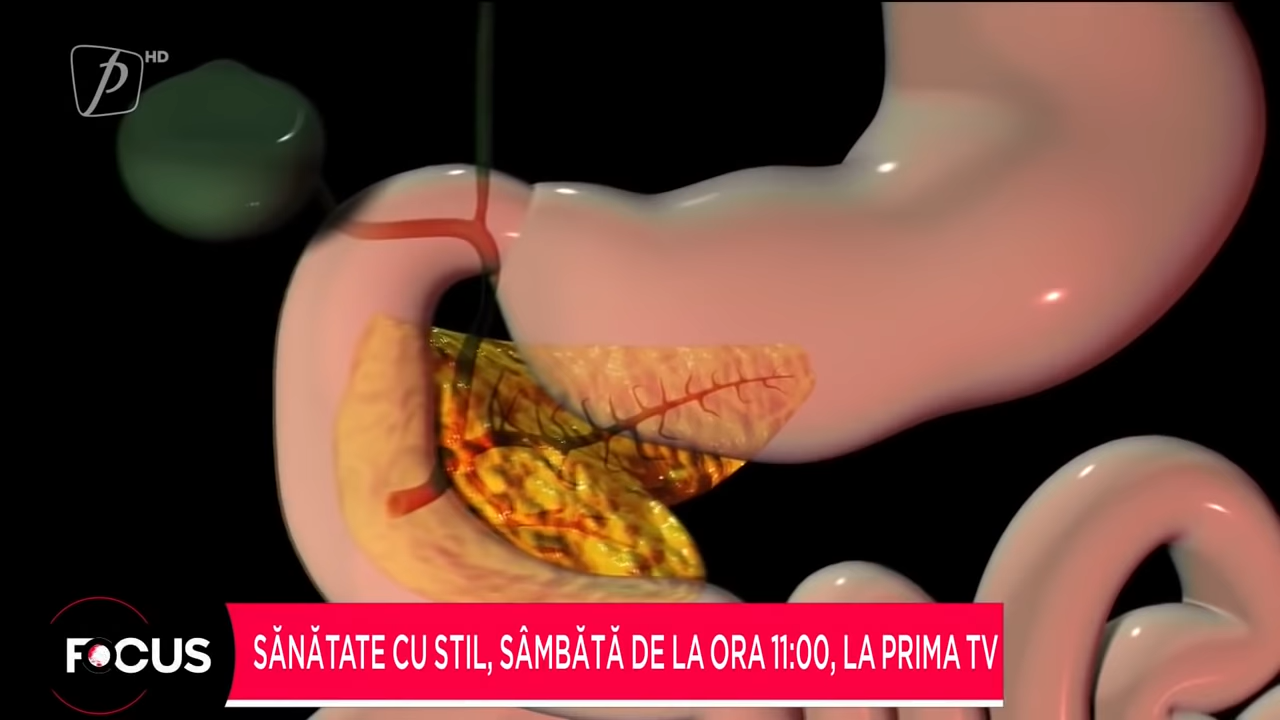 p HD
FOCUS
SĂNĂTATE CU STIL, SÂMBĂTĂ DE LA ORA 11:00, LA PRIMA TV